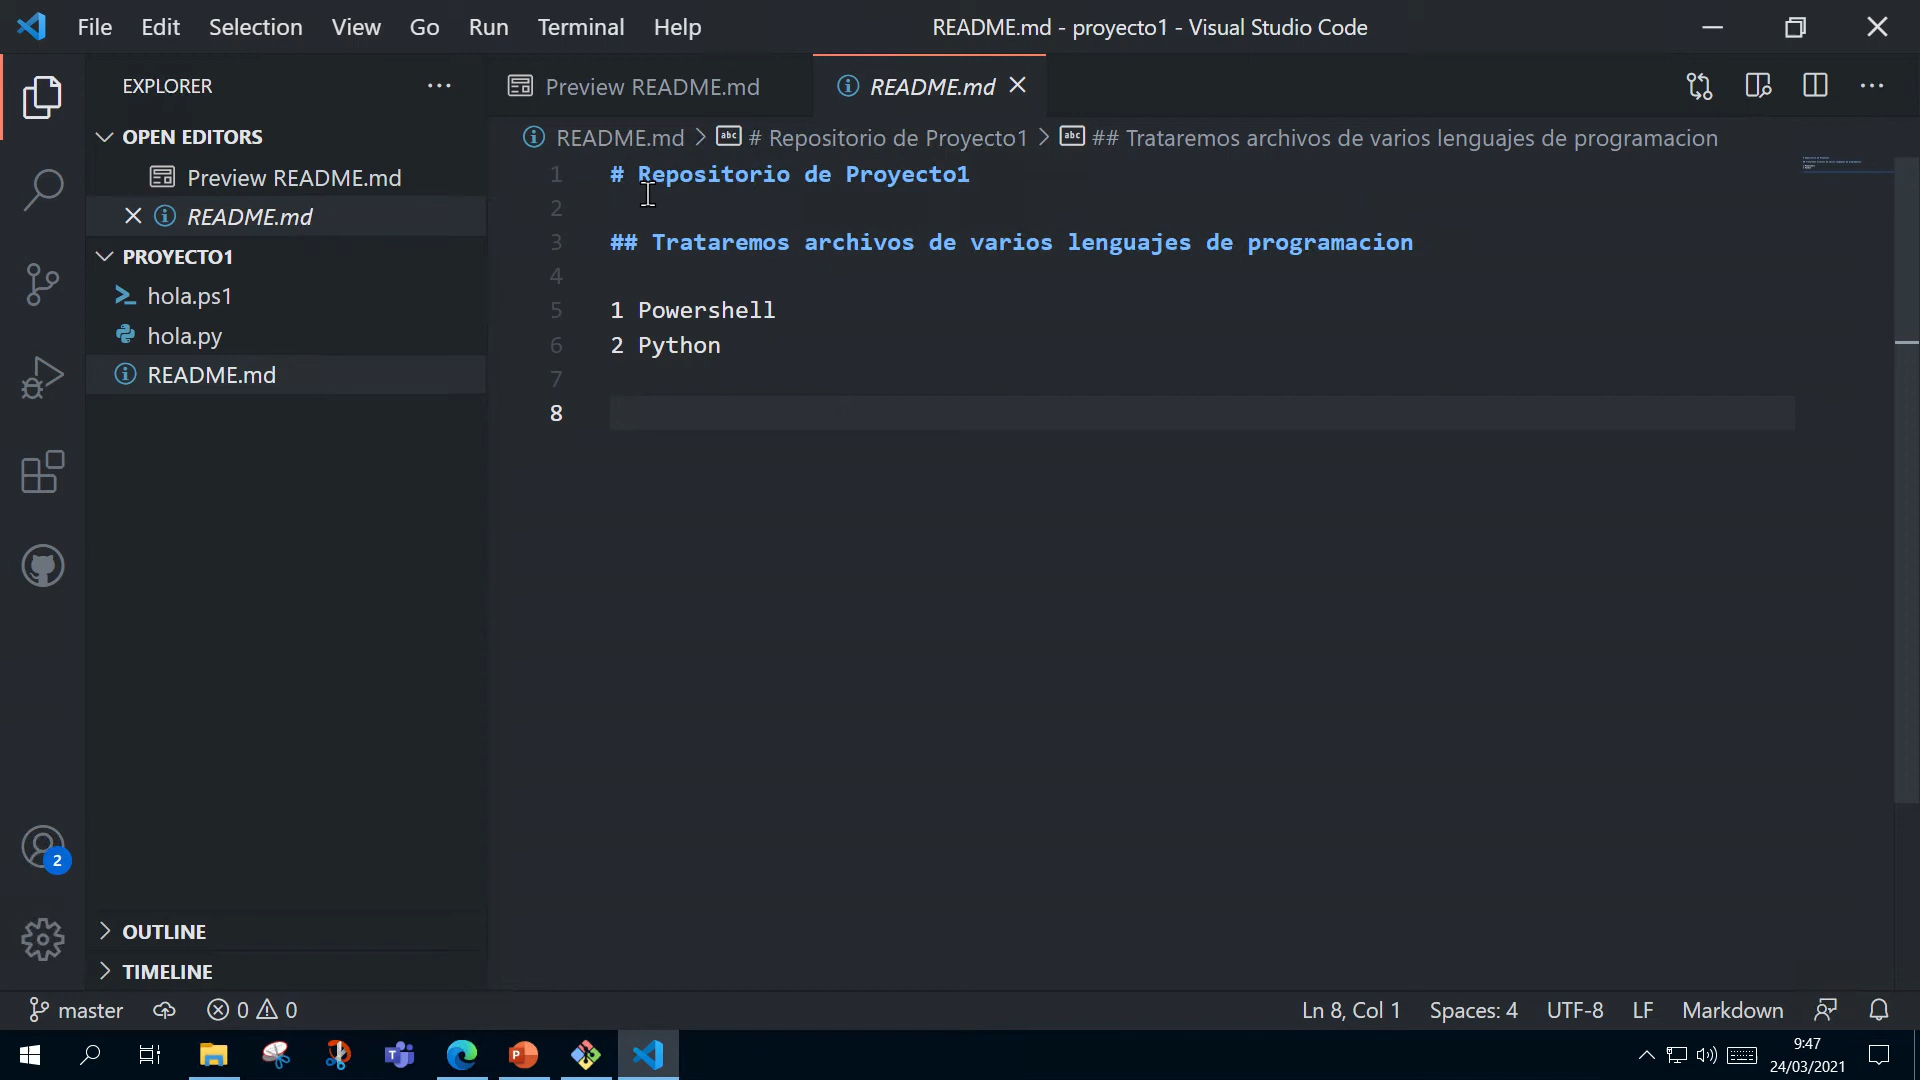 File Edit Selection View Go Run Terminal Help
README.md - proyecto1 - Visual Studio Code
EXPLORER
Preview README.md
README.md
OPEN EDITORS
Preview README.md
README.md
PROYECTO1
hola.ps1
hola.py
README.md
README.md > # Repositorio de Proyecto1 > ## Trataremos archivos de varios lenguajes de programacion
1 # Repositorio de Proyecto1
2
3 ## Trataremos archivos de varios lenguajes de programacion
4
5 1 Powershell
6 2 Python
7
8
2
OUTLINE
TIMELINE
master 0 0
Ln 8, Col 1 Spaces: 4 UTF-8 LF Markdown
9:47
24/03/2021